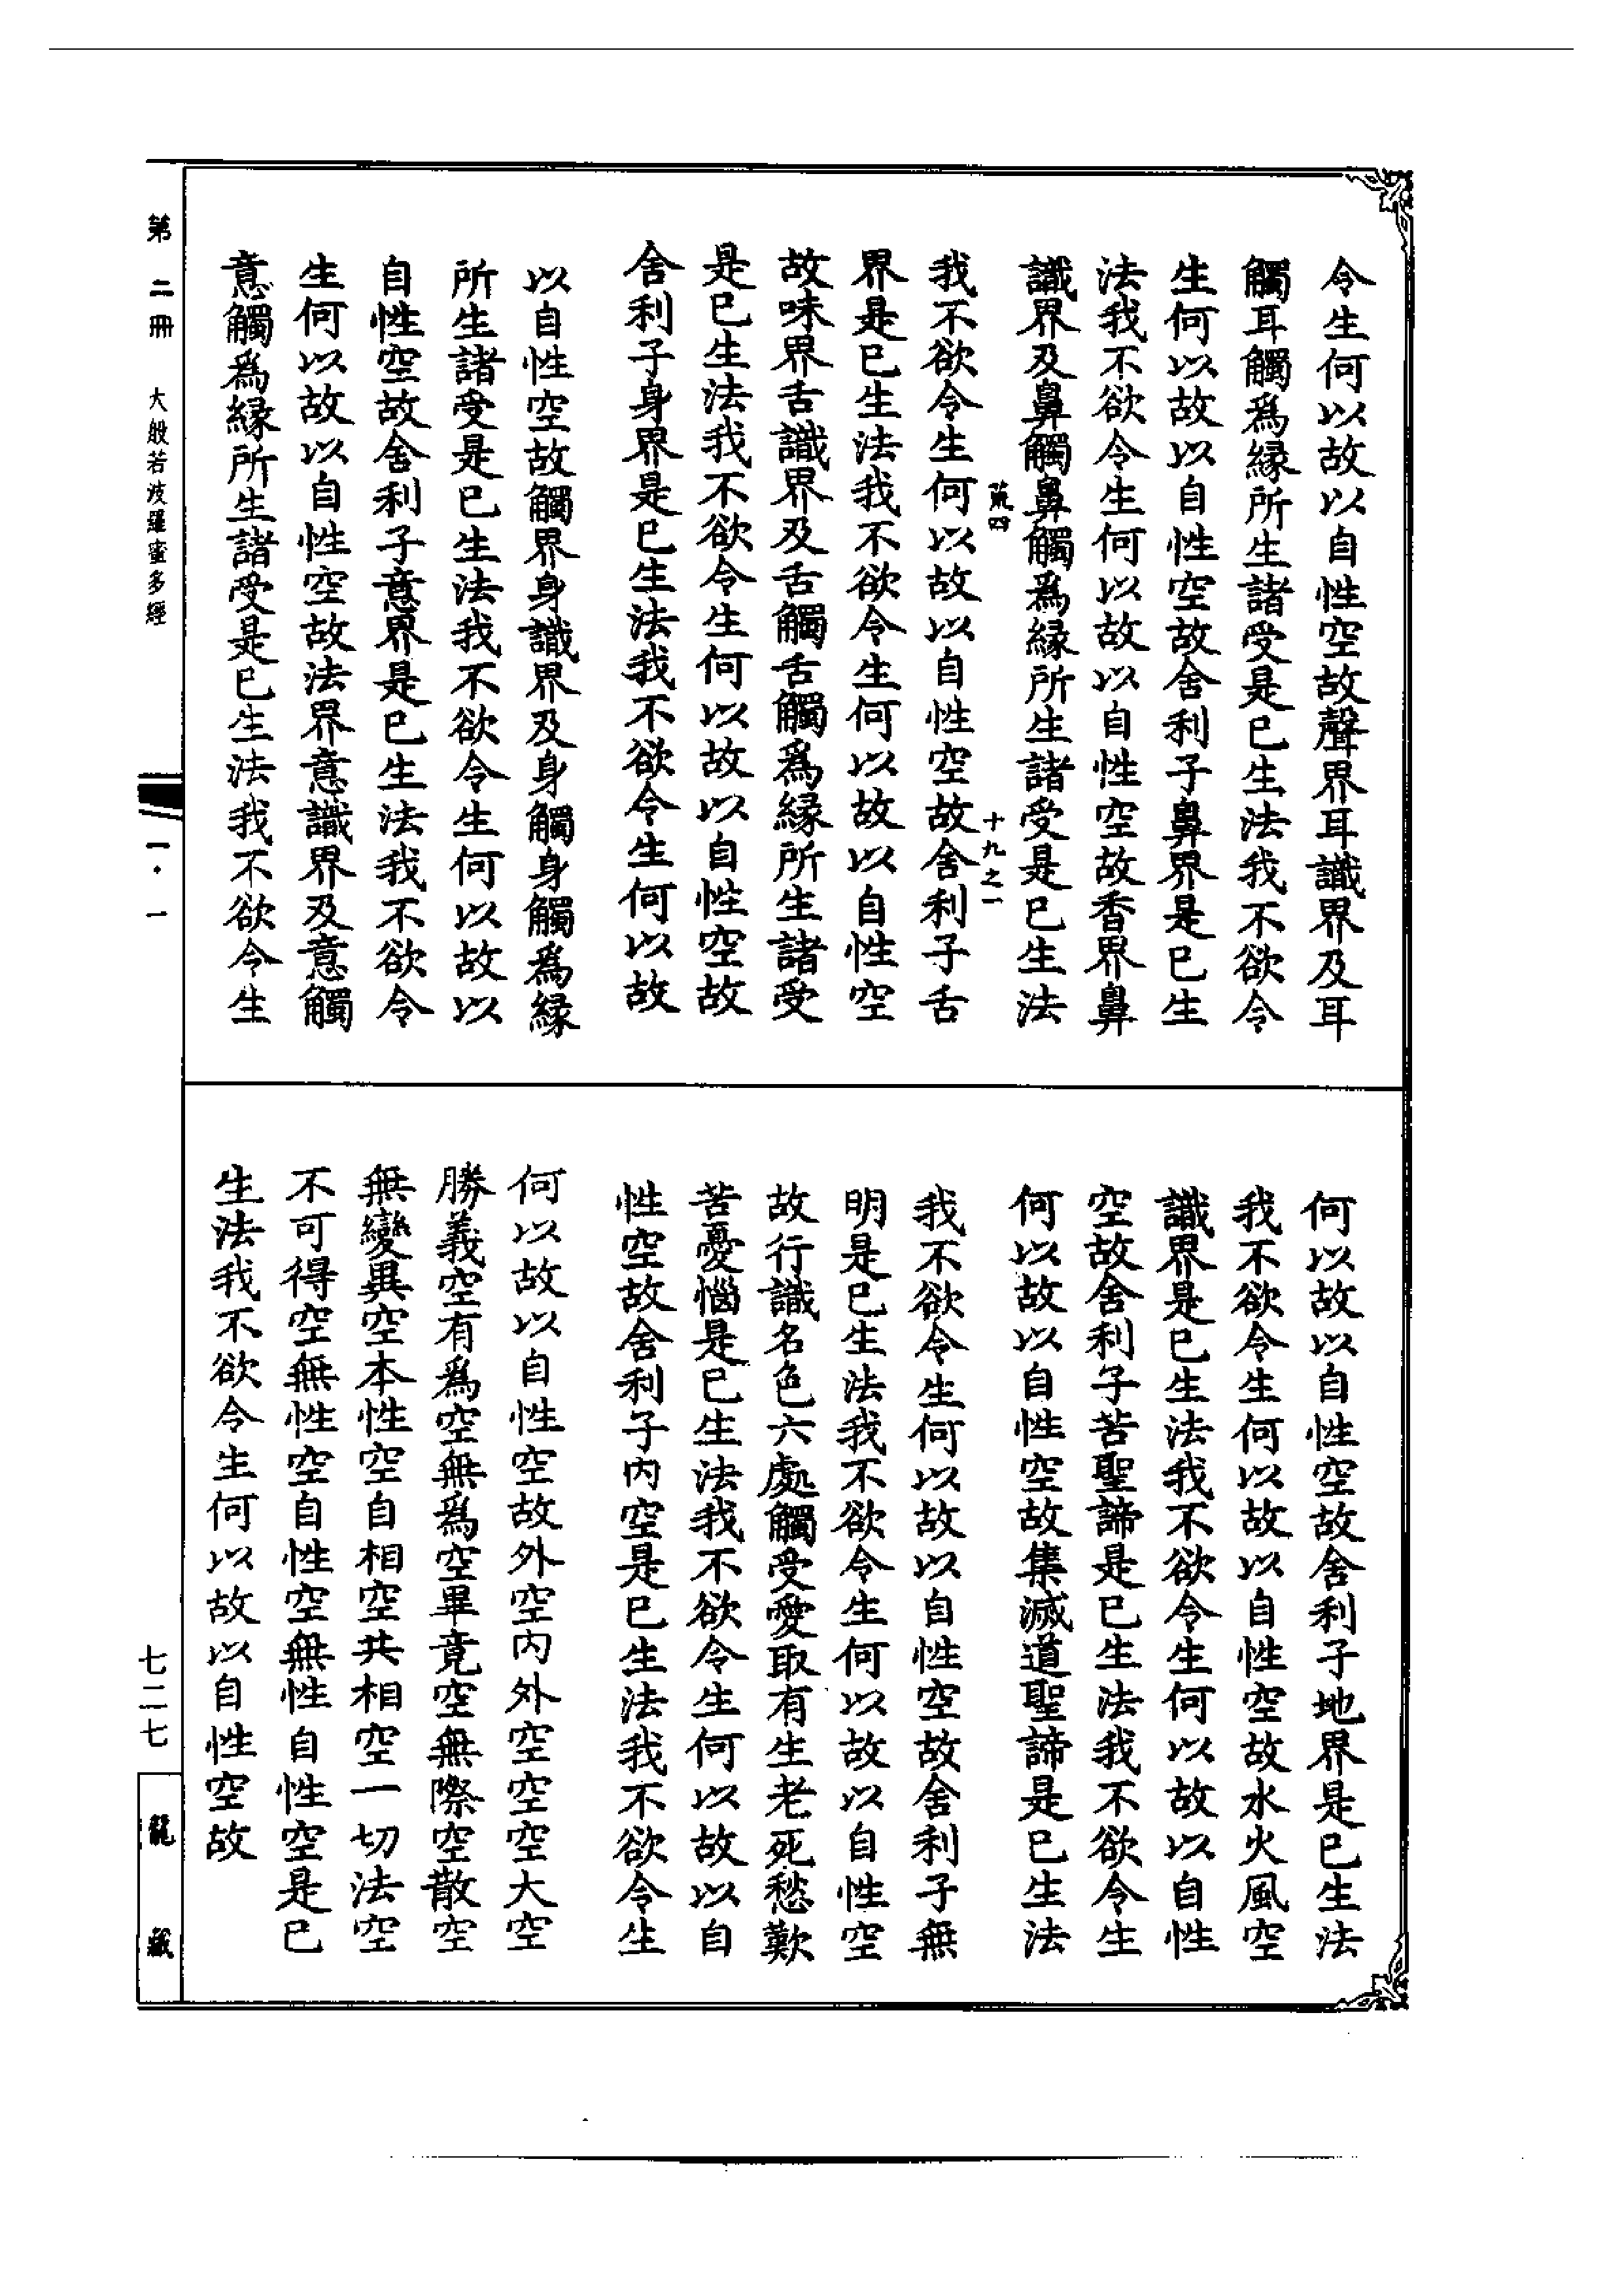 令生何以故以自性空故聲界耳識界及耳
觸耳觸爲緣所生諸受是已生法我不欲令
生何以故以自性空故舍利子鼻界是已生
法我不欲令生何以故以自性空故香界鼻
識界及鼻觸鼻觸爲緣所生諸受是已生法
十九之一
我不欲令生何以故以自性空故舍利子舌
界是已生法我不欲令生何以故以自性空
故味界舌識界及舌觸舌觸爲緣所生諸受
是已生法我不欲令生何以故以自性空故
舍利子身界是已生法我不欲令生何以故
以自性空故觸界身識界及身觸身觸爲緣
所生諸受是已生法我不欲令生何以故以
自性空故舍利子意界是已生法我不欲令
生何以故以自性空故法界意識界及意觸
意觸爲緣所生諸受是已生法我不欲令生
何以故以自性空故舍利子地界是已生法
我不欲令生何以故以自性空故水火風空
識界是已生法我不欲令生何以故以自性
空故舍利子苦聖諦是已生法我不欲令生
何以故以自性空故集滅道聖諦是已生法
我不欲令生何以故以自性空故舍利子無
明是已生法我不欲令生何以故以自性空
故行識名色六處觸受愛取有生老死愁歎
苦憂惱是已生法我不欲令生何以故以自
性空故舍利子內空是已生法我不欲令生
何以故以自性空故外空內外空空空大空
勝義空有爲空無爲空畢竟空無際空散空
無變異空本性空自相空共相空一切法空
不可得空無性空自性空無性自性空是已
生法我不欲令生何以故以自性空故
第二冊 大般若波羅蜜多經
一·一
七二七
龍藏